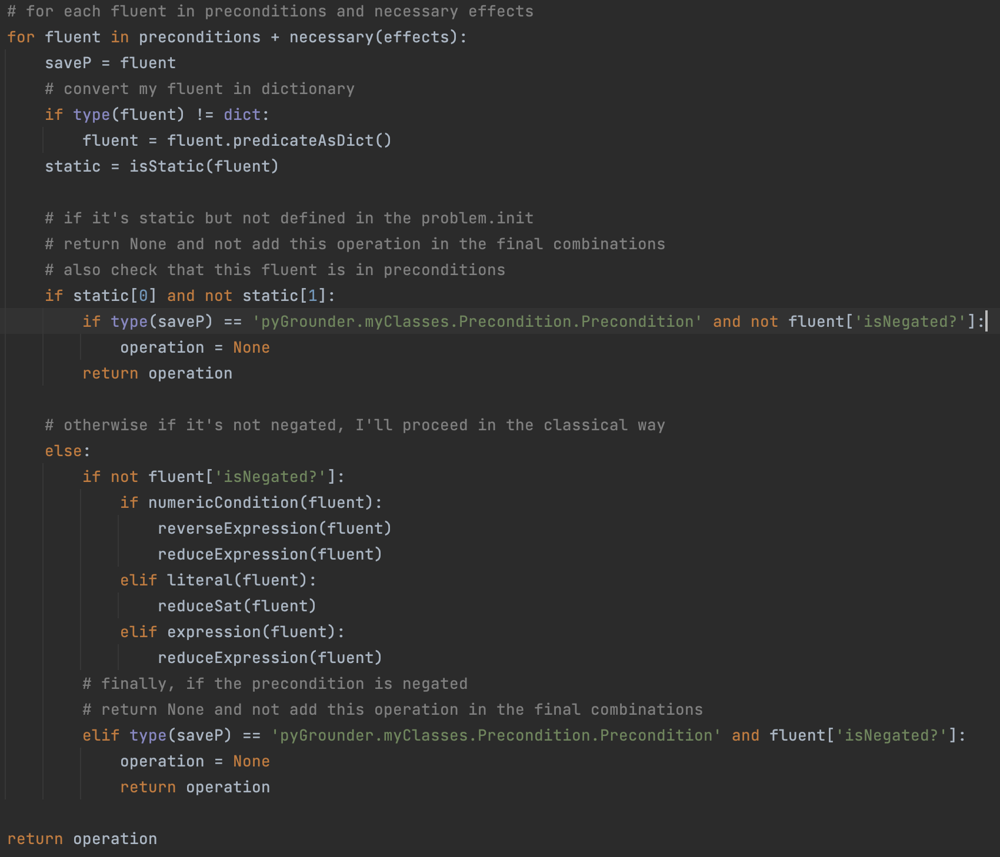 # for each fluent in preconditions and necessary effects
for fluent in preconditions + necessary(effects):
    saveP = fluent
    # convert my fluent in dictionary
    if type(fluent) != dict:
        fluent = fluent.predicateAsDict()
    static = isStatic(fluent)

    # if it's static but not defined in the problem.init
    # return None and not add this operation in the final combinations
    # also check that this fluent is in preconditions
    if static[0] and not static[1]:
        if type(saveP) == 'pyGrounder.myClasses.Precondition.Precondition' and not fluent['isNegated?']:
            operation = None
        return operation

    # otherwise if it's not negated, I'll proceed in the classical way
    else:
        if not fluent['isNegated?']:
            if numericCondition(fluent):
                reverseExpression(fluent)
                reduceExpression(fluent)
            elif literal(fluent):
                reduceSat(fluent)
            elif expression(fluent):
                reduceExpression(fluent)
        # finally, if the precondition is negated
        # return None and not add this operation in the final combinations
        elif type(saveP) == 'pyGrounder.myClasses.Precondition.Precondition' and fluent['isNegated?']:
            operation = None
            return operation

return operation